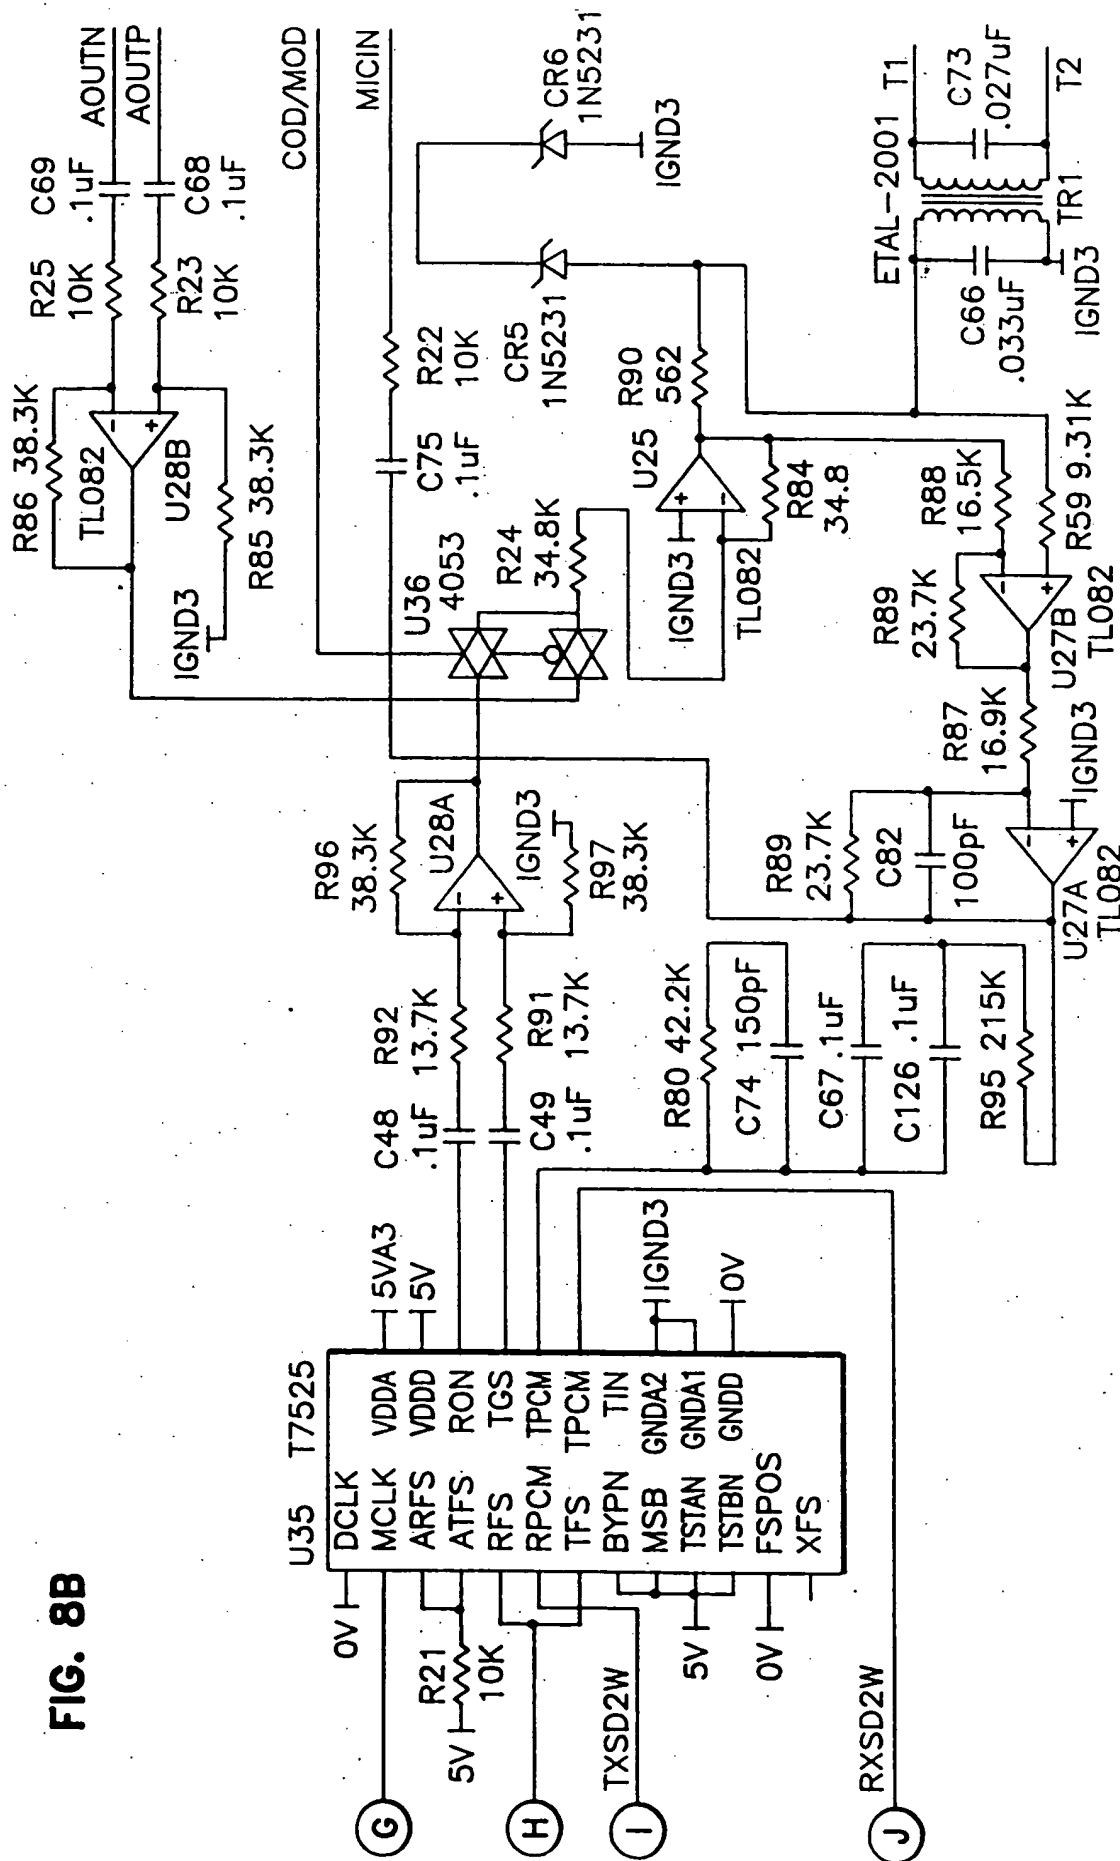 FIG. 8B
AOUTN
AOUTP
C69
.1uF
C68
.1uF
R25
10K
R23
10K
R86 38.3K
TL082
-
+
U28B
R85 38.3K
IGND3
COD/MOD
MICIN
R22
10K
C75
.1uF
CR6
1N5231
IGND3
CR5
1N5231
U36
4053
R24
34.8K
R90
562
U25
+
-
IGND3
TL082
R84
34.8
ETAL-2001
T1
C73
.027uF
T2
TR1
C66
.033uF
IGND3
R88
16.5K
R59 9.31K
R89
23.7K
-
+
U27B
TL082
R87
16.9K
IGND3
R89
23.7K
C82
100pF
-
+
U27A
TL082
R96
38.3K
U28A
-
+
IGND3
R97
38.3K
R92
13.7K
R91
13.7K
C48
.1uF
C49
.1uF
R80 42.2K
C74 150pF
C67 .1uF
C126 .1uF
R95 215K
U35 T7525
DCLK
MCLK VDDA
ARFS VDDD
ATFS RON
RFS TGS
RPCM TPCM
TFS TPCM
BYPN TIN
MSB GNDA2
TSTAN GNDA1
TSTBN GNDD
FSPOS
XFS
5VA3
5V
IGND3
0V
0V
R21
10K
5V
5V
0V
TXSD2W
RXSD2W
G
H
I
J